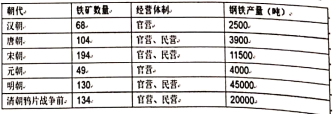 朝代 铁矿数量 经营体制 钢铁产量（吨）
汉朝 68 官营 2500
唐朝 104 官营、民营 3900
宋朝 194 官营、民营 11500
元朝 49 官营 4000
明朝 130 官营、民营 45000
清朝鸦片战争前 134 官营、民营 20000